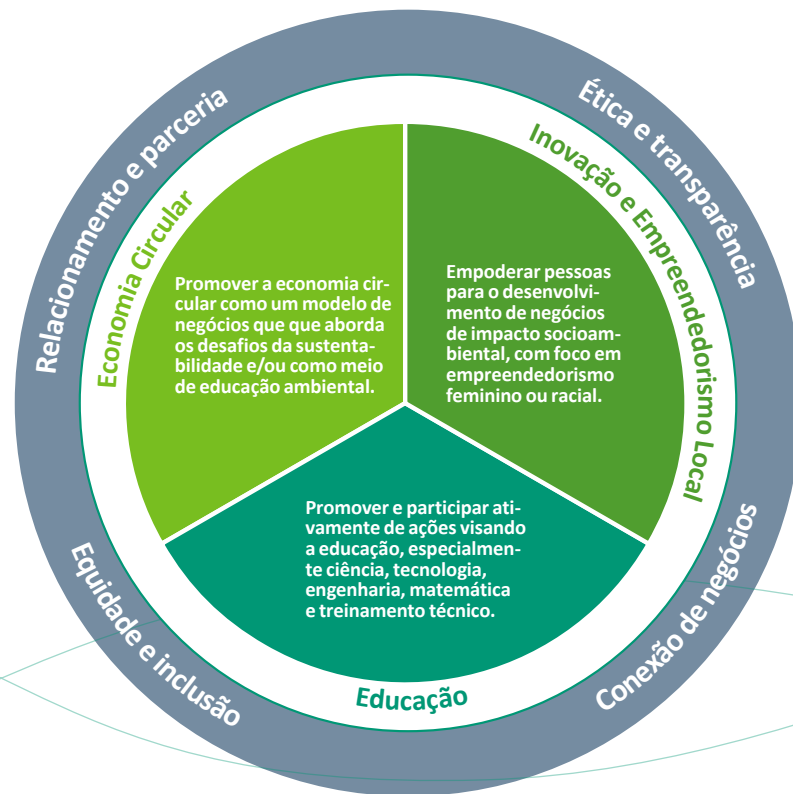 Relacionamento e parceria
Ética e transparência
Economia Circular
Inovação e Empreendedorismo Local
Promover a economia cir-
cular como um modelo de
negócios que que aborda
os desafios da sustenta-
bilidade e/ou como meio
de educação ambiental.
Empoderar pessoas
para o desenvolvi-
mento de negócios
de impacto socioam-
biental, com foco em
empreendedorismo
feminino ou racial.
Promover e participar ati-
vamente de ações visando
a educação, especialmen-
te ciência, tecnologia,
engenharia, matemática
e treinamento técnico.
Educação
Equidade e inclusão
Conexão de negócios